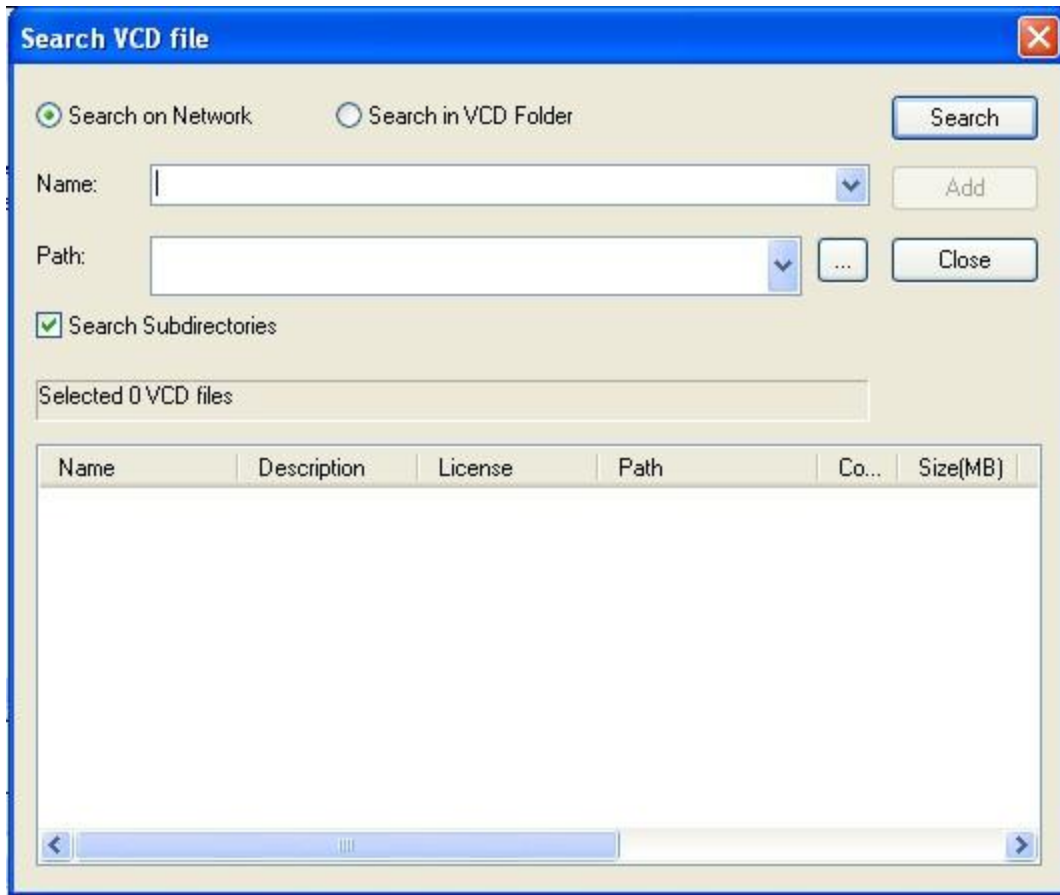 Search VCD file
Search on Network
Search in VCD Folder
Search
Name:
Add
Path:
...
Close
Search Subdirectories
Selected 0 VCD files
Name Description License Path Co... Size(MB)